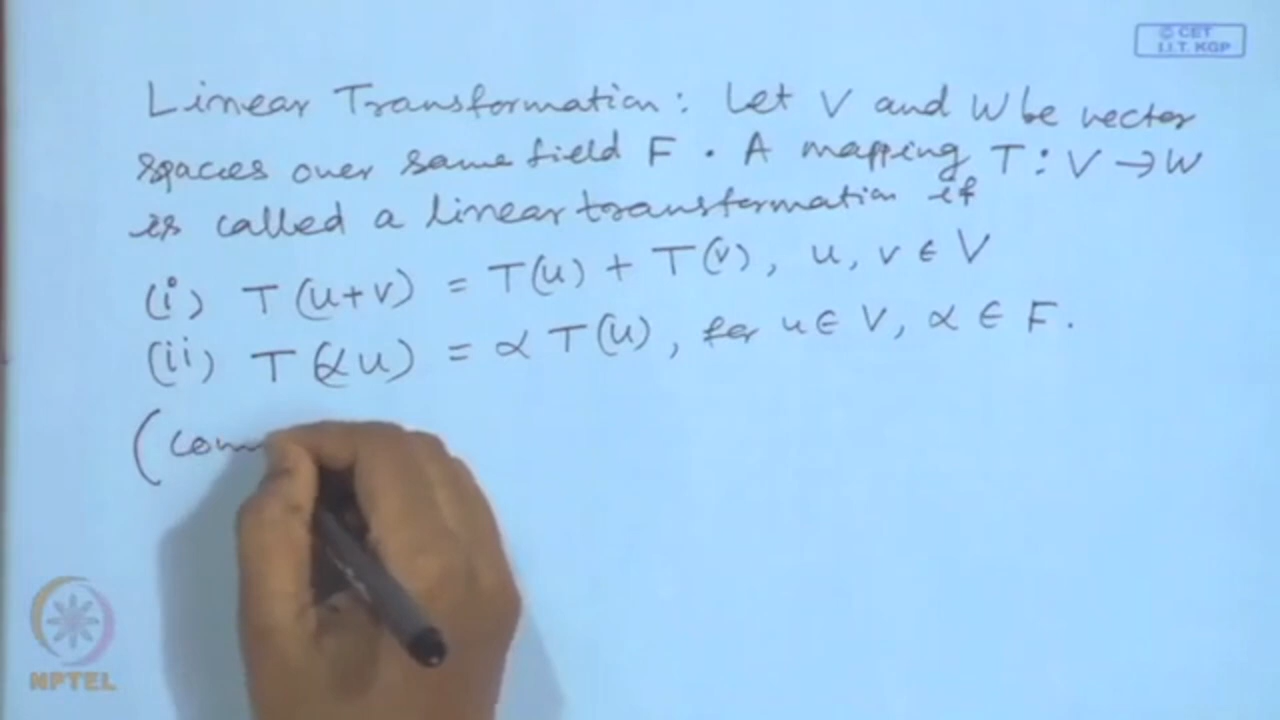 © CET
I.I.T. KGP
Linear Transformation: Let V and W be vector
spaces over same field F. A mapping T: V → W
is called a linear transformation if
(i) T(u+v) = T(u) + T(v), u, v ∈ V
(ii) T(αu) = α T(u), for u ∈ V, α ∈ F.
(Com
NPTEL